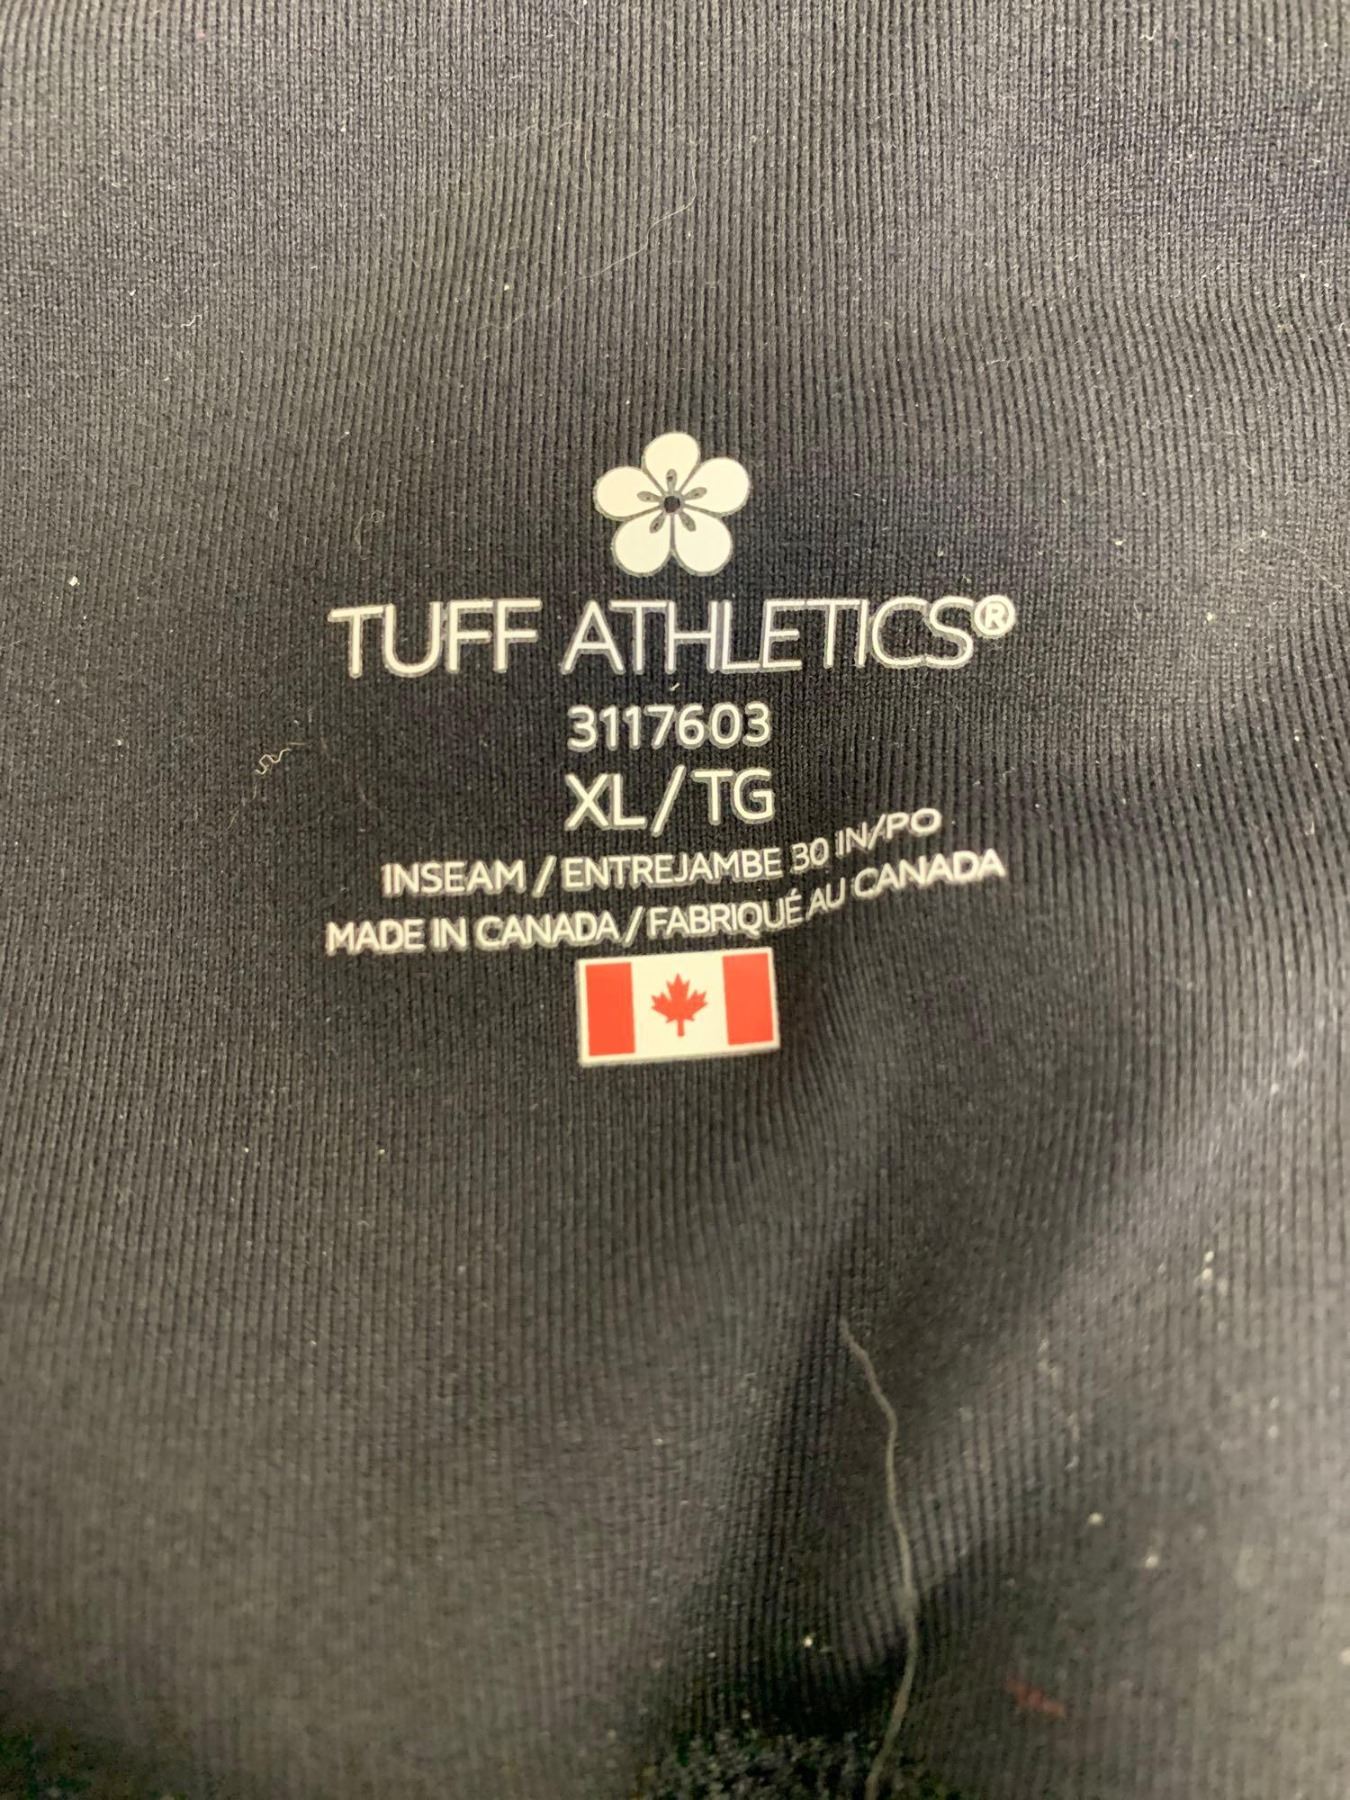 TUFF ATHLETICS®
3117603
XL/TG
INSEAM / ENTREJAMBE 30 IN/PO
MADE IN CANADA / FABRIQUÉ AU CANADA